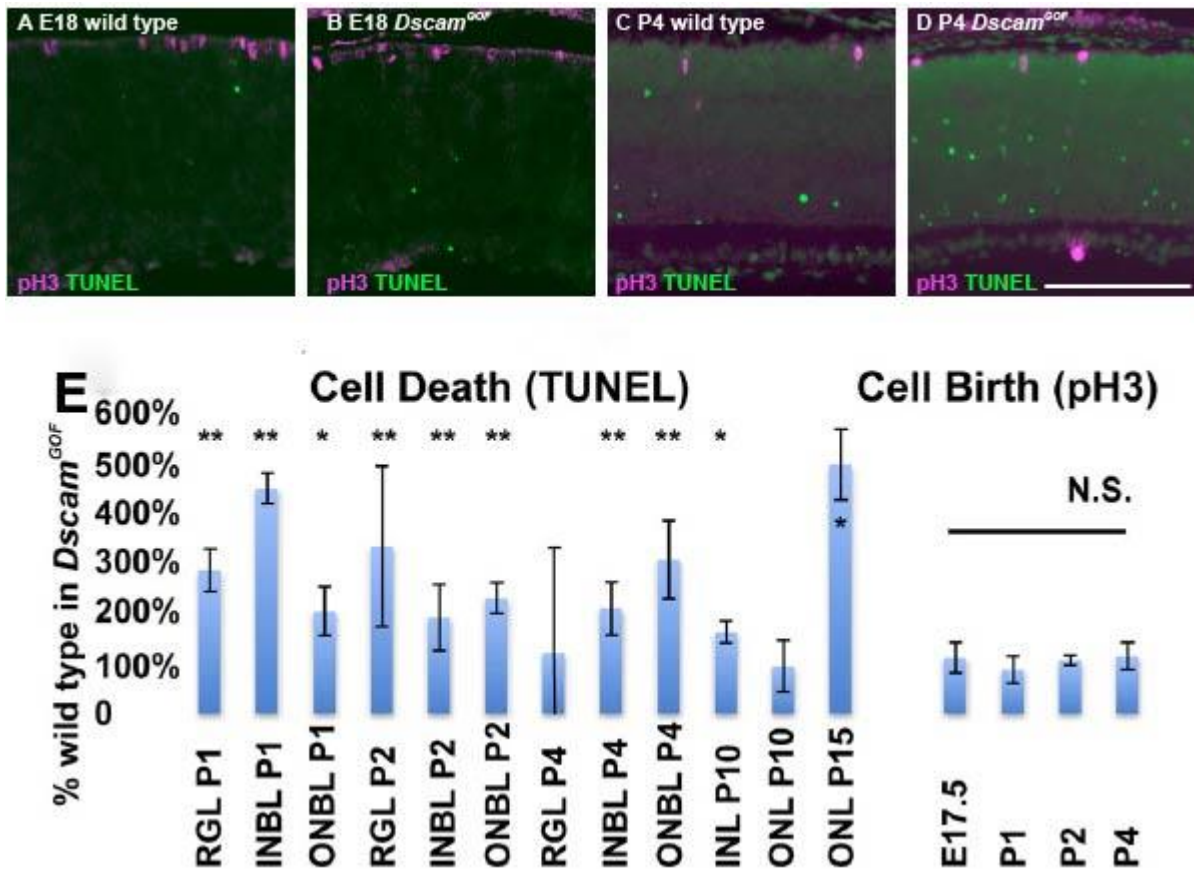 A E18 wild type
B E18 Dscam^GOF
C P4 wild type
D P4 Dscam^GOF
pH3 TUNEL
pH3 TUNEL
pH3 TUNEL
pH3 TUNEL
E
Cell Death (TUNEL)
Cell Birth (pH3)
% wild type in Dscam^GOF
600%
500%
400%
300%
200%
100%
0
** ** * ** ** ** ** ** *
*
N.S.
RGL P1
INBL P1
ONBL P1
RGL P2
INBL P2
ONBL P2
RGL P4
INBL P4
ONBL P4
INL P10
ONL P10
ONL P15
E17.5
P1
P2
P4